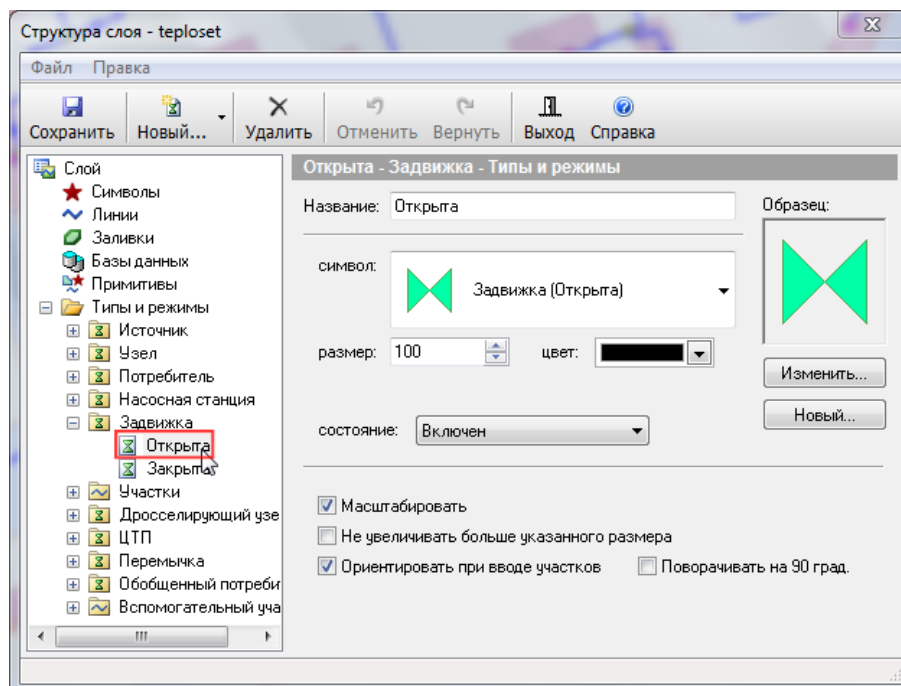 Структура слоя - teploset
Файл Правка
Сохранить Новый... Удалить Отменить Вернуть Выход Справка
Слой
Символы
Линии
Заливки
Базы данных
Примитивы
Типы и режимы
Источник
Узел
Потребитель
Насосная станция
Задвижка
Открыта
Закрыта
Участки
Дросселирующий узе
ЦТП
Перемычка
Обобщенный потреби
Вспомогательный уча
Открыта - Задвижка - Типы и режимы
Название: Открыта
Образец:
символ: Задвижка (Открыта)
размер: 100 цвет:
Изменить...
Новый...
состояние: Включен
Масштабировать
Не увеличивать больше указанного размера
Ориентировать при вводе участков Поворачивать на 90 град.